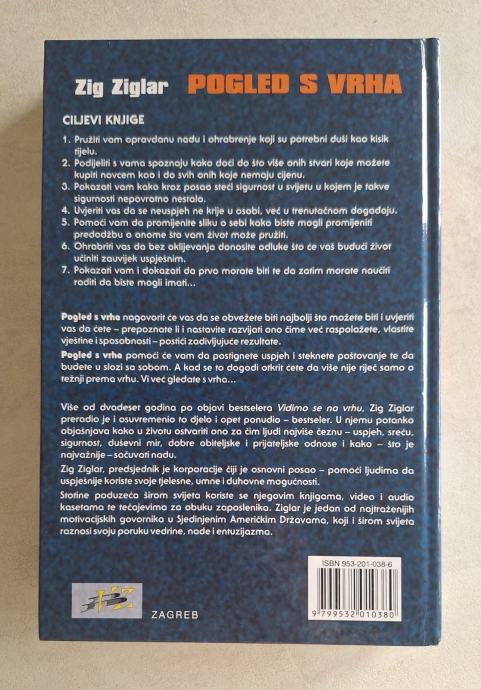 Zig Ziglar POGLED S VRHA
CILJEVI KNJIGE
1. Pružiti vam opravdanu nadu i ohrabrenje koji su potrebni duši kao kisik
tijelu.
2. Podijeliti s vama spoznaju kako doći do što više onih stvari koje možete
kupiti novcem kao i do svih onih koje nemaju cijenu.
3. Pokazati vam kako kroz posao steći sigurnost u svijetu u kojem je takve
sigurnosti nepovratno nestalo.
4. Uvjeriti vas da se neuspjeh ne krije u osobi, već u trenutačnom događaju.
5. Pomoći vam da promijenite sliku o sebi kako biste mogli promijeniti
predodžbu o onome što vam život može pružiti.
6. Ohrabriti vas da bez oklijevanja donosite odluke što će vaš budući život
učiniti zauvijek uspješnim.
7. Pokazati vam i dokazati da prvo morate biti te da zatim morate naučiti
raditi da biste mogli imati...
Pogled s vrha nagovorit će vas da se obvežete biti najbolji što možete biti i uvjeriti
vas da ćete – prepoznate li i nastavite razvijati ono čime već raspolažete, vlastite
vještine i sposobnosti – postići zadivljujuće rezultate.
Pogled s vrha pomoći će vam da postignete uspjeh i steknete poštovanje te da
budete u slozi sa sobom. A kad se to dogodi otkrit ćete da više nije riječ samo o
težnji prema vrhu. Vi već gledate s vrha...
Više od dvadeset godina po objavi bestselera Vidimo se na vrhu, Zig Ziglar
preradio je i osuvremenio to djelo i opet ponudio – bestseler. U njemu potanko
objašnjava kako u životu ostvariti ono za čim ljudi najviše čeznu – uspjeh, sreću,
sigurnost, duševni mir, dobre obiteljske i prijateljske odnose i kako – što je
najvažnije – sačuvati nadu.
Zig Ziglar, predsjednik je korporacije čiji je osnovni posao – pomoći ljudima da
uspješnije koriste svoje tjelesne, umne i duhovne mogućnosti.
Stotine poduzeća širom svijeta koriste se njegovim knjigama, video i audio
kasetama te tečajevima za obuku zaposlenika. Ziglar je jedan od najtraženijih
motivacijskih govornika u Sjedinjenim Američkim Državama, koji i širom svijeta
raznosi svoju poruku vedrine, nade i entuzijazma.
ISBN 953-201-038-6
9 799532 010380
ZAGREB